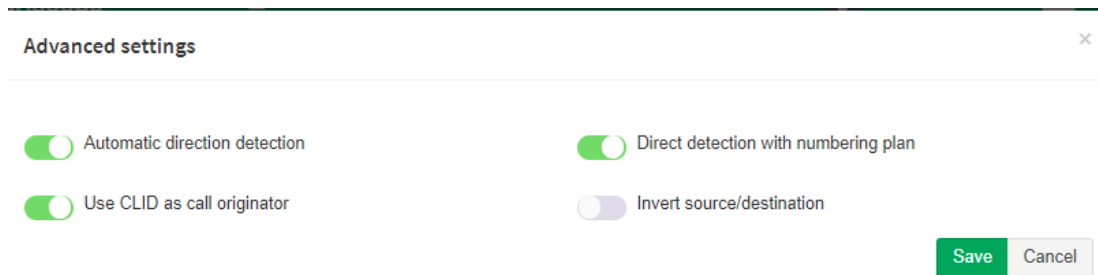 Advanced settings
×
Automatic direction detection
Direct detection with numbering plan
Use CLID as call originator
Invert source/destination
Save
Cancel